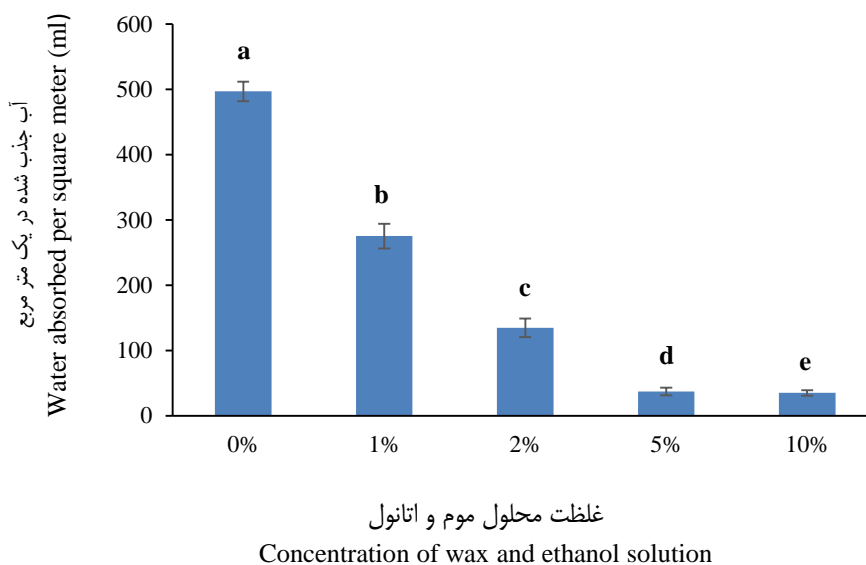 آب جذب شده در یک متر مربع
Water absorbed per square meter (ml)
600
500
400
300
200
100
0
a
b
c
d
e
0%
1%
2%
5%
10%
غلظت محلول موم و اتانول
Concentration of wax and ethanol solution